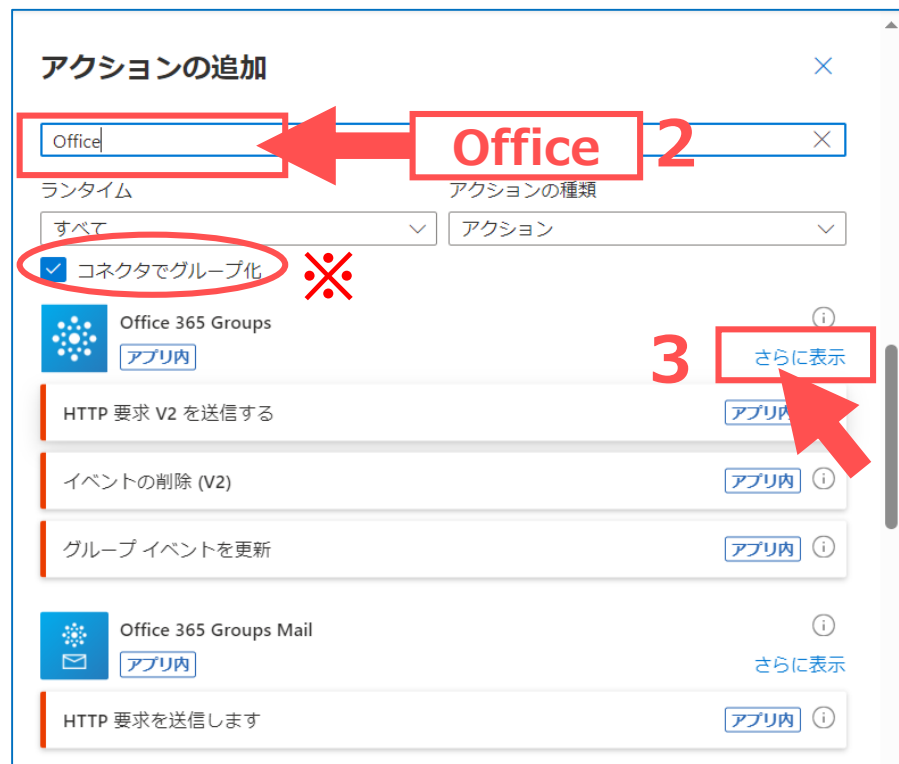 アクションの追加
Office
Office 2
ランタイム
アクションの種類
すべて
アクション
コネクタでグループ化
※
Office 365 Groups
アプリ内
3
さらに表示
HTTP 要求 V2 を送信する
イベントの削除 (V2)
アプリ内
グループ イベントを更新
アプリ内
Office 365 Groups Mail
アプリ内
さらに表示
HTTP 要求を送信します
アプリ内